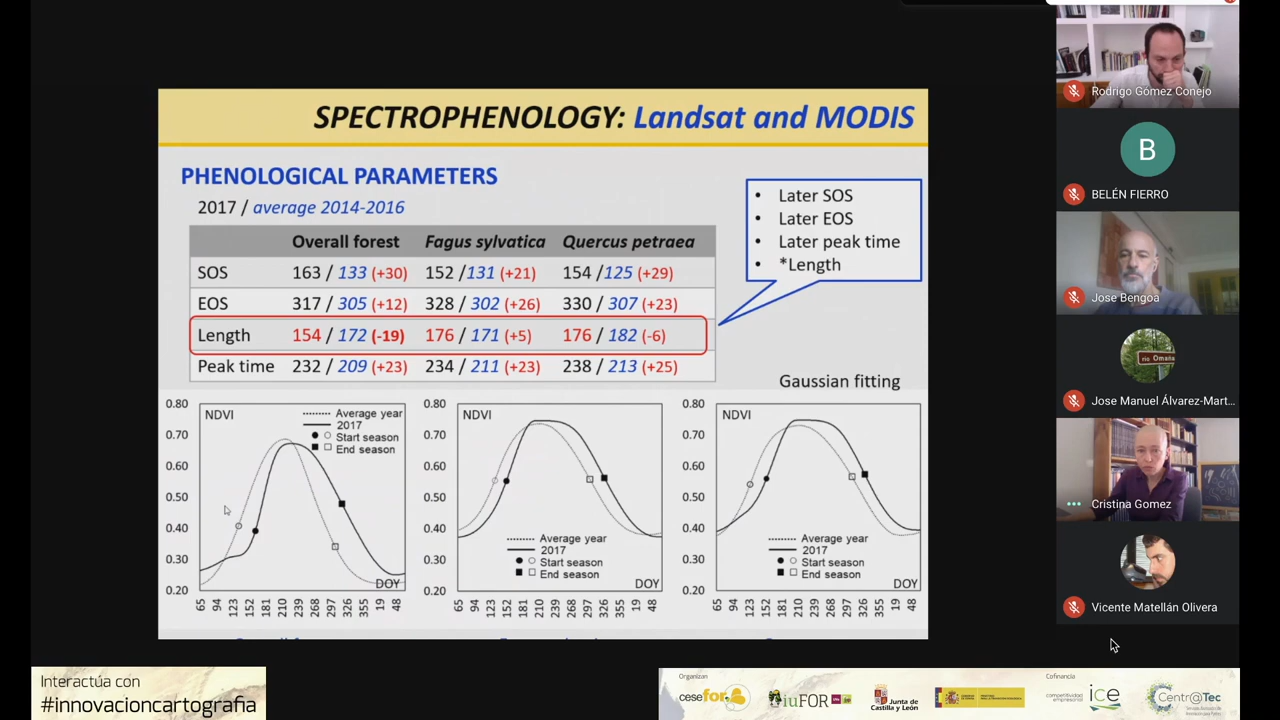 SPECTROPHENOLOGY: Landsat and MODIS
PHENOLOGICAL PARAMETERS
2017 / average 2014-2016
Overall forest Fagus sylvatica Quercus petraea
SOS 163 / 133 (+30) 152 /131 (+21) 154 /125 (+29)
EOS 317 / 305 (+12) 328 / 302 (+26) 330 / 307 (+23)
Length 154 / 172 (-19) 176 / 171 (+5) 176 / 182 (-6)
Peak time 232 / 209 (+23) 234 / 211 (+23) 238 / 213 (+25)
• Later SOS
• Later EOS
• Later peak time
• *Length
Gaussian fitting
0.80
0.70
0.60
0.50
0.40
0.30
0.20
NDVI
Average year
2017
Start season
End season
DOY
65 94 123 152 181 210 239 268 297 326 355 19 48
0.80
0.70
0.60
0.50
0.40
0.30
0.20
NDVI
Average year
2017
Start season
End season
DOY
65 94 123 152 181 210 239 268 297 326 355 19 48
0.80
0.70
0.60
0.50
0.40
0.30
0.20
NDVI
Average year
2017
Start season
End season
DOY
65 94 123 152 181 210 239 268 297 326 355 19 48
Rodrigo Gómez Conejo
B
BELÉN FIERRO
Jose Bengoa
río Omaña
Jose Manuel Álvarez-Mart...
Cristina Gomez
Vicente Matellán Olivera
Interactúa con
#innovacioncartografia
Organizan
cesefor
iuFOR
Junta de
Castilla y León
Cofinancia
competitividad
empresarial
ice
Centr@Tec